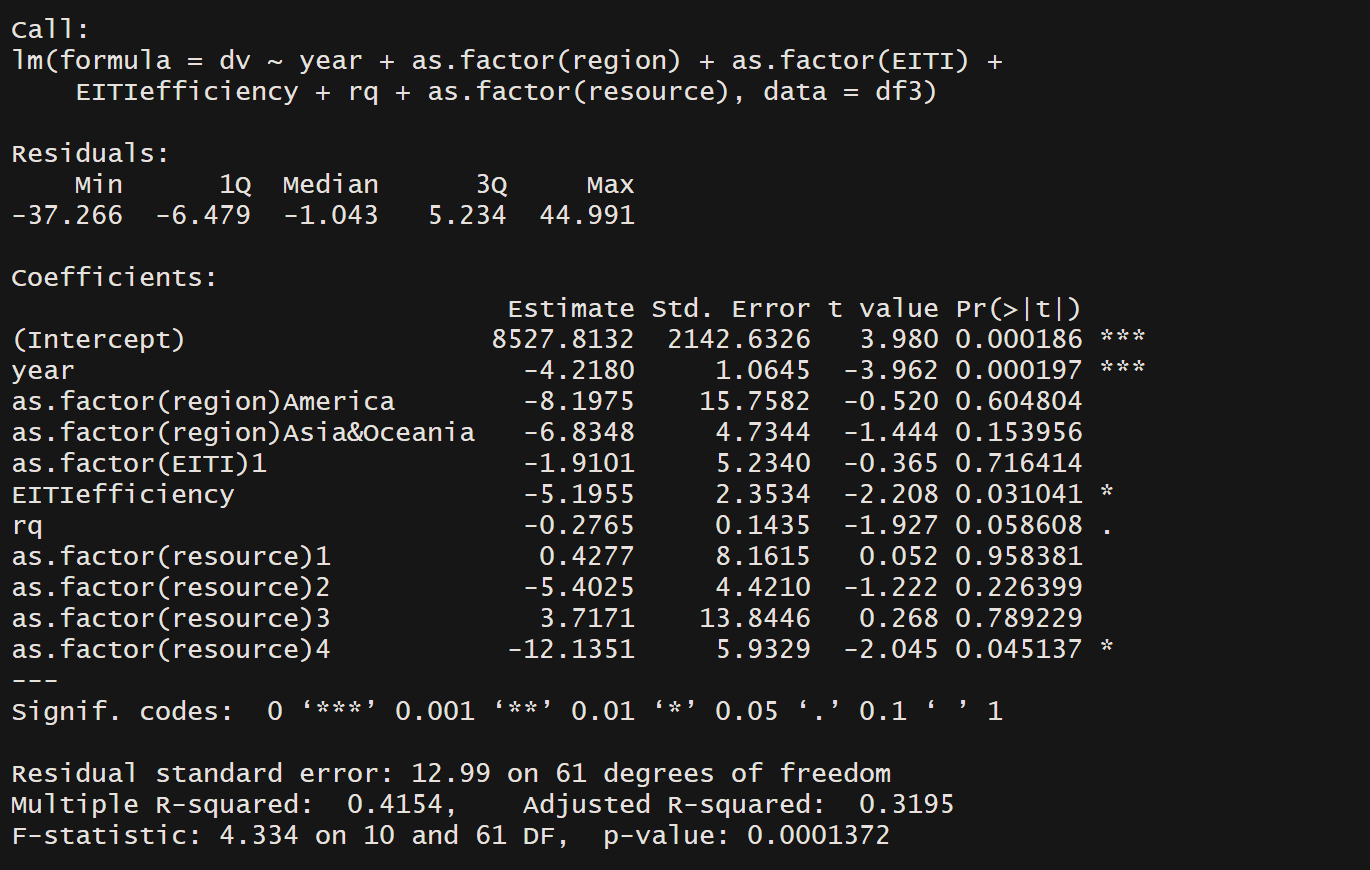 Call:
lm(formula = dv ~ year + as.factor(region) + as.factor(EITI) +
    EITIefficiency + rq + as.factor(resource), data = df3)

Residuals:
    Min      1Q  Median      3Q     Max
-37.266  -6.479  -1.043   5.234  44.991

Coefficients:
                               Estimate Std. Error t value Pr(>|t|)
(Intercept)                   8527.8132  2142.6326   3.980 0.000186 ***
year                            -4.2180     1.0645  -3.962 0.000197 ***
as.factor(region)America        -8.1975    15.7582  -0.520 0.604804
as.factor(region)Asia&Oceania   -6.8348     4.7344  -1.444 0.153956
as.factor(EITI)1                -1.9101     5.2340  -0.365 0.716414
EITIefficiency                  -5.1955     2.3534  -2.208 0.031041 *
rq                              -0.2765     0.1435  -1.927 0.058608 .
as.factor(resource)1             0.4277     8.1615   0.052 0.958381
as.factor(resource)2            -5.4025     4.4210  -1.222 0.226399
as.factor(resource)3             3.7171    13.8446   0.268 0.789229
as.factor(resource)4           -12.1351     5.9329  -2.045 0.045137 *
---
Signif. codes:  0 ‘***’ 0.001 ‘**’ 0.01 ‘*’ 0.05 ‘.’ 0.1 ‘ ’ 1

Residual standard error: 12.99 on 61 degrees of freedom
Multiple R-squared:  0.4154,    Adjusted R-squared:  0.3195
F-statistic: 4.334 on 10 and 61 DF,  p-value: 0.0001372